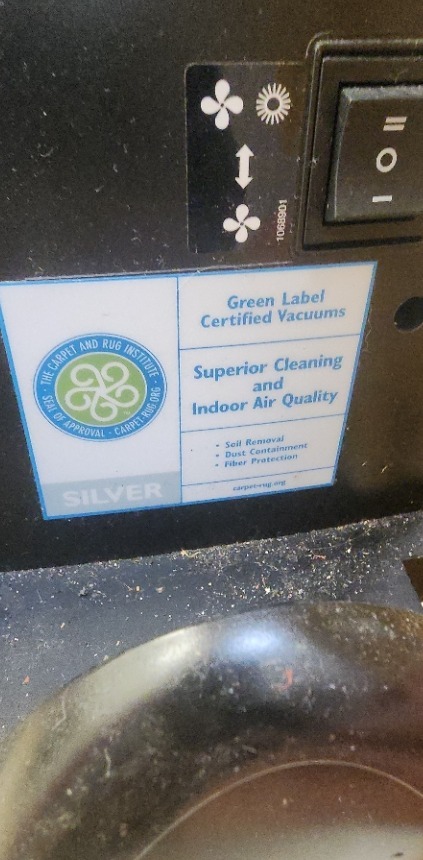 II
O
I
1068901
THE CARPET AND RUG INSTITUTE
SEAL OF APPROVAL • CARPET-RUG.ORG
SILVER
Green Label
Certified Vacuums
Superior Cleaning
and
Indoor Air Quality
• Soil Removal
• Dust Containment
• Fiber Protection
carpet-rug.org